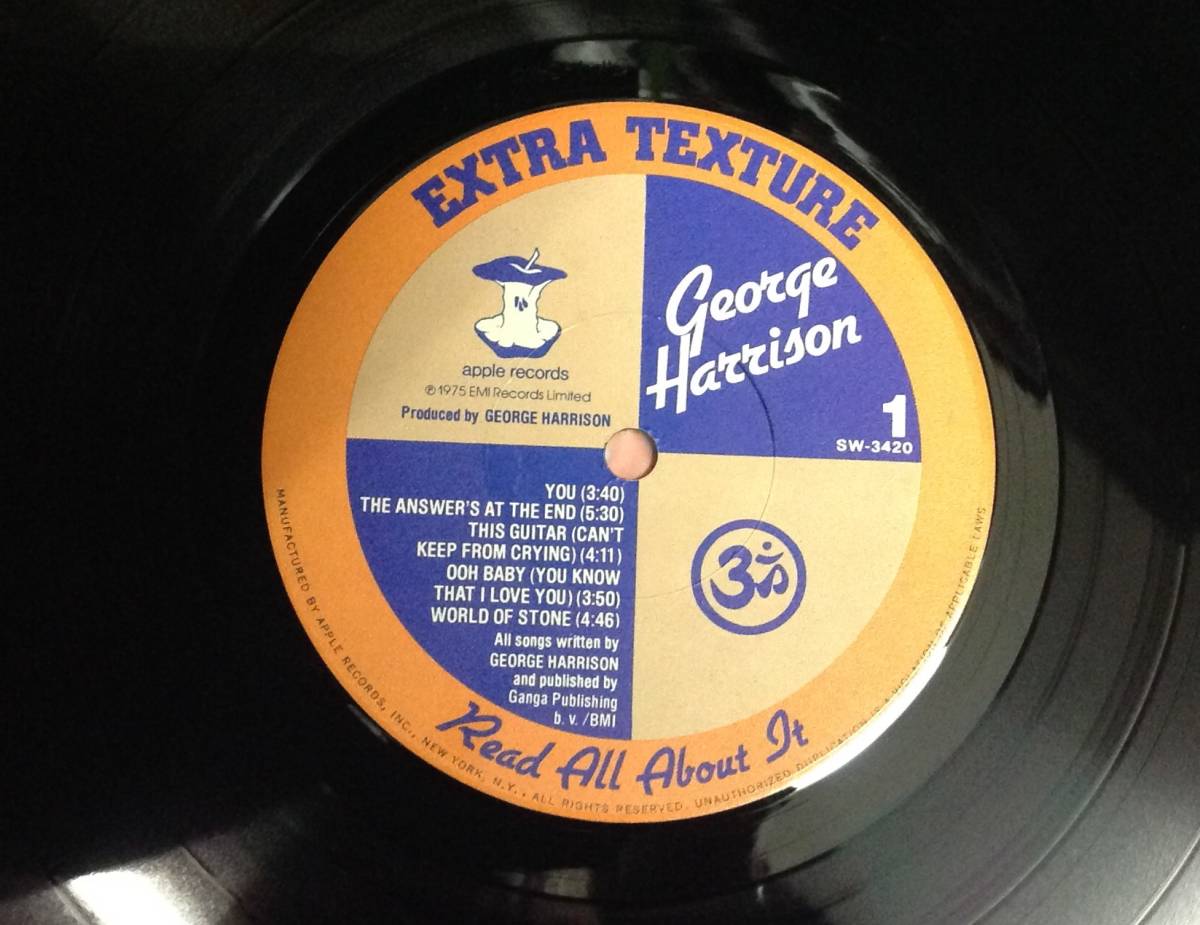 EXTRA TEXTURE
George
Harrison
apple records
℗ 1975 EMI Records Limited
Produced by GEORGE HARRISON
1
SW-3420
YOU (3:40)
THE ANSWER'S AT THE END (5:30)
THIS GUITAR (CAN'T
KEEP FROM CRYING) (4:11)
OOH BABY (YOU KNOW
THAT I LOVE YOU) (3:50)
WORLD OF STONE (4:46)
All songs written by
GEORGE HARRISON
and published by
Ganga Publishing
b. v. /BMI
ॐ
Read All About It
MANUFACTURED BY APPLE RECORDS, INC., NEW YORK, N.Y.. ALL RIGHTS RESERVED. UNAUTHORIZED DUPLICATION IS A VIOLATION OF APPLICABLE LAWS